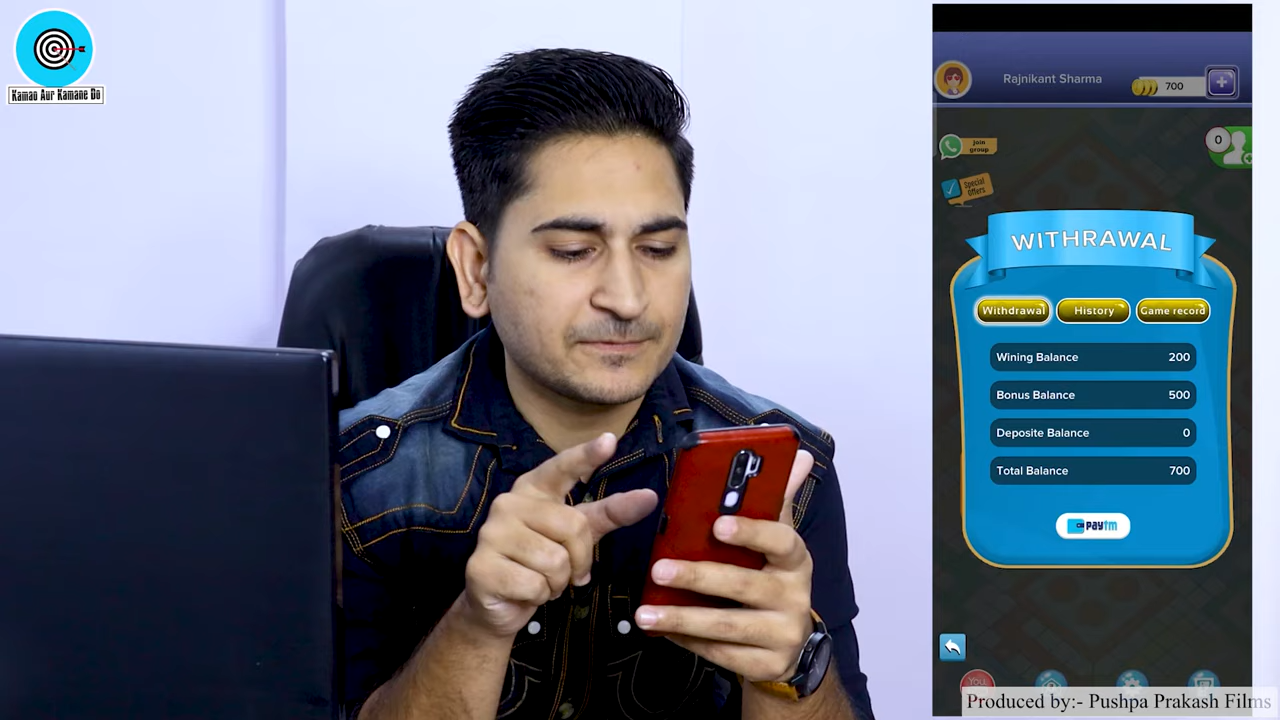 Kamao Aur Kamane Do
Rajnikant Sharma
700
+
Join group
0
Special Offers
WITHRAWAL
Withdrawal
History
Game record
Wining Balance 200
Bonus Balance 500
Deposite Balance 0
Total Balance 700
paytm
You
Produced by:- Pushpa Prakash Films